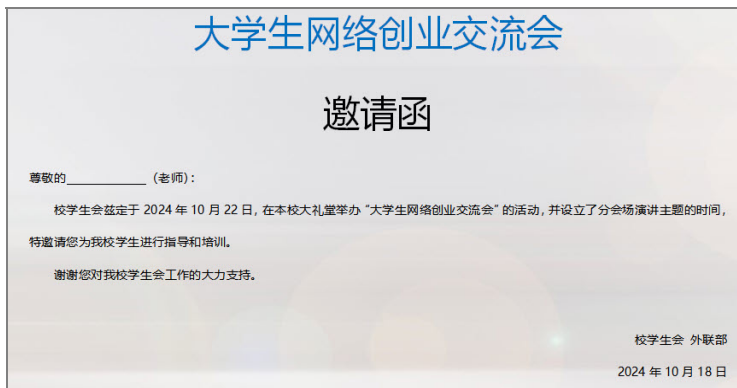 大学生网络创业交流会
邀请函
尊敬的____________（老师）：
校学生会兹定于 2024 年 10 月 22 日，在本校大礼堂举办“大学生网络创业交流会”的活动，并设立了分会场演讲主题的时间，
特邀请您为我校学生进行指导和培训。
谢谢您对我校学生会工作的大力支持。
校学生会 外联部
2024 年 10 月 18 日